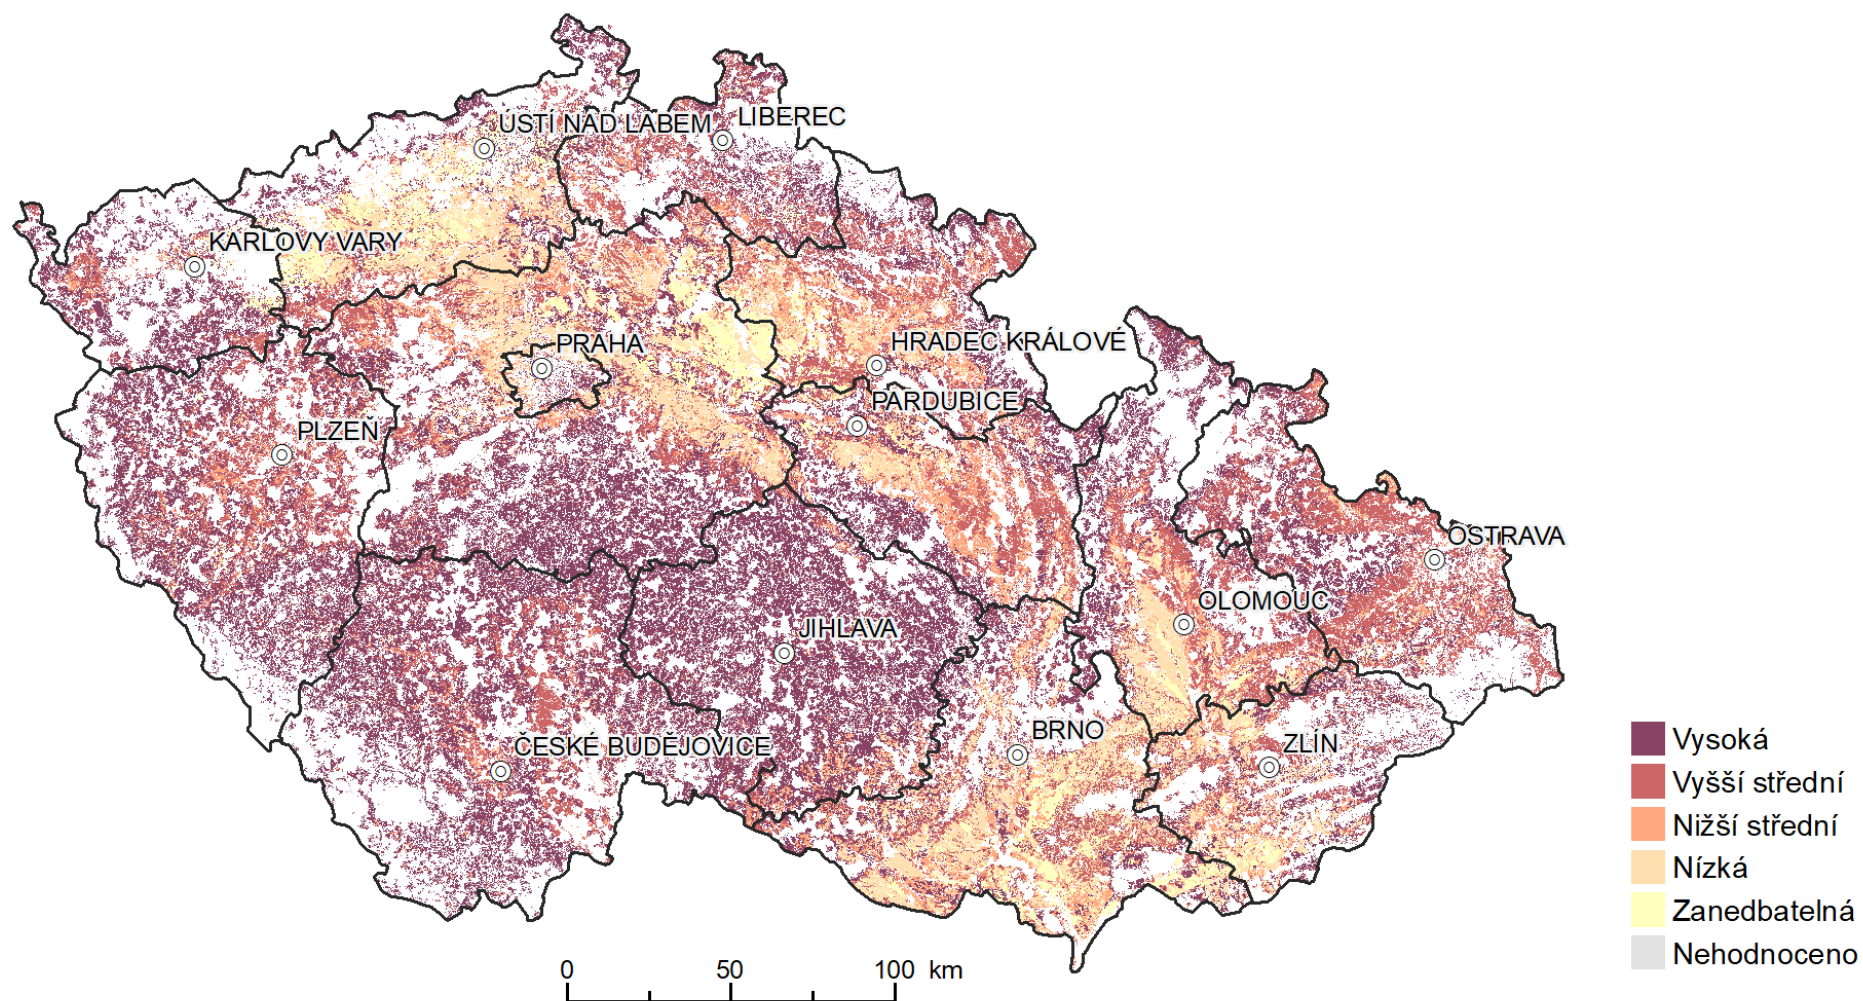 ÚSTÍ NAD LABEM
LIBEREC
KARLOVY VARY
PRAHA
HRADEC KRÁLOVÉ
PARDUBICE
PLZEŇ
OSTRAVA
OLOMOUC
JIHLAVA
BRNO
ZLÍN
ČESKÉ BUDĚJOVICE
Vysoká
Vyšší střední
Nižší střední
Nízká
Zanedbatelná
Nehodnoceno
0 50 100 km